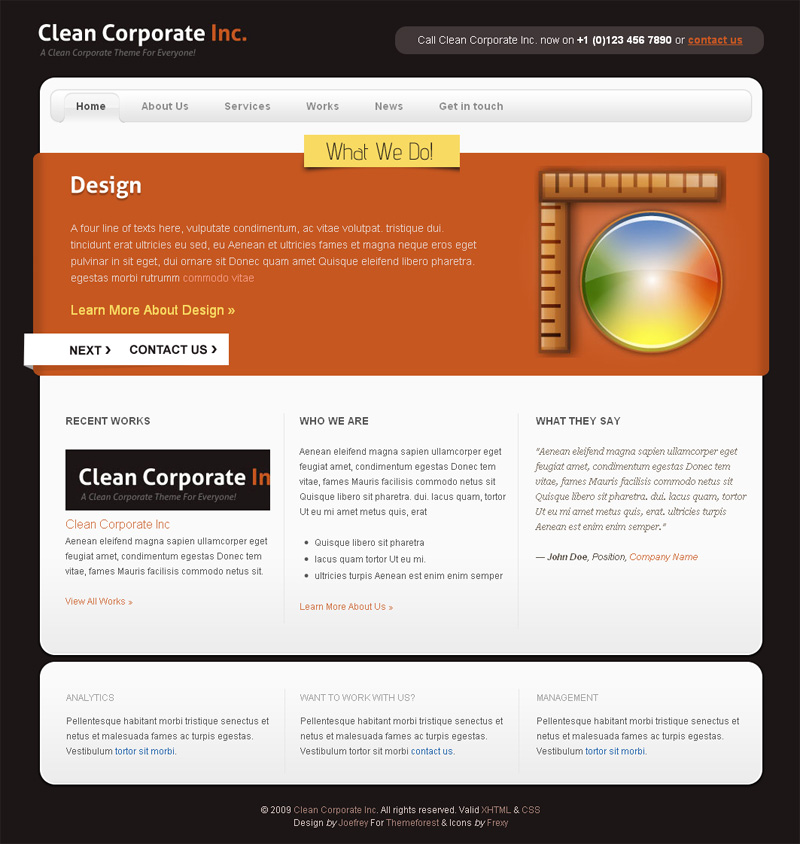 Clean Corporate Inc.
A Clean Corporate Theme For Everyone!
Call Clean Corporate Inc. now on +1 (0)123 456 7890 or contact us
Home About Us Services Works News Get in touch
What We Do!
Design
A four line of texts here, vulputate condimentum, ac vitae volutpat. tristique dui.
tincidunt erat ultricies eu sed, eu Aenean et ultricies fames et magna neque eros eget
pulvinar in sit eget, dui ornare sit Donec quam amet Quisque eleifend libero pharetra.
egestas morbi rutrumm commodo vitae
Learn More About Design »
NEXT › CONTACT US ›
RECENT WORKS
Clean Corporate In
A Clean Corporate Theme For Everyone!
Clean Corporate Inc
Aenean eleifend magna sapien ullamcorper eget
feugiat amet, condimentum egestas Donec tem
vitae, fames Mauris facilisis commodo netus sit.
View All Works »
WHO WE ARE
Aenean eleifend magna sapien ullamcorper eget
feugiat amet, condimentum egestas Donec tem
vitae, fames Mauris facilisis commodo netus sit
Quisque libero sit pharetra. dui. lacus quam, tortor
Ut eu mi amet metus quis, erat
• Quisque libero sit pharetra
• lacus quam tortor Ut eu mi.
• ultricies turpis Aenean est enim enim semper
Learn More About Us »
WHAT THEY SAY
"Aenean eleifend magna sapien ullamcorper eget
feugiat amet, condimentum egestas Donec tem
vitae, fames Mauris facilisis commodo netus sit
Quisque libero sit pharetra. dui. lacus quam, tortor
Ut eu mi amet metus quis, erat. ultricies turpis
Aenean est enim enim semper."
— John Doe, Position, Company Name
ANALYTICS
Pellentesque habitant morbi tristique senectus et
netus et malesuada fames ac turpis egestas.
Vestibulum tortor sit morbi.
WANT TO WORK WITH US?
Pellentesque habitant morbi tristique senectus et
netus et malesuada fames ac turpis egestas.
Vestibulum tortor sit morbi contact us.
MANAGEMENT
Pellentesque habitant morbi tristique senectus et
netus et malesuada fames ac turpis egestas.
Vestibulum tortor sit morbi.
© 2009 Clean Corporate Inc. All rights reserved. Valid XHTML & CSS
Design by Joefrey For Themeforest & Icons by Frexy